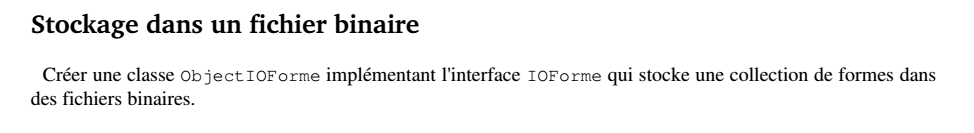 Stockage dans un fichier binaire
Créer une classe ObjectIOForme implémentant l'interface IOForme qui stocke une collection de formes dans
des fichiers binaires.